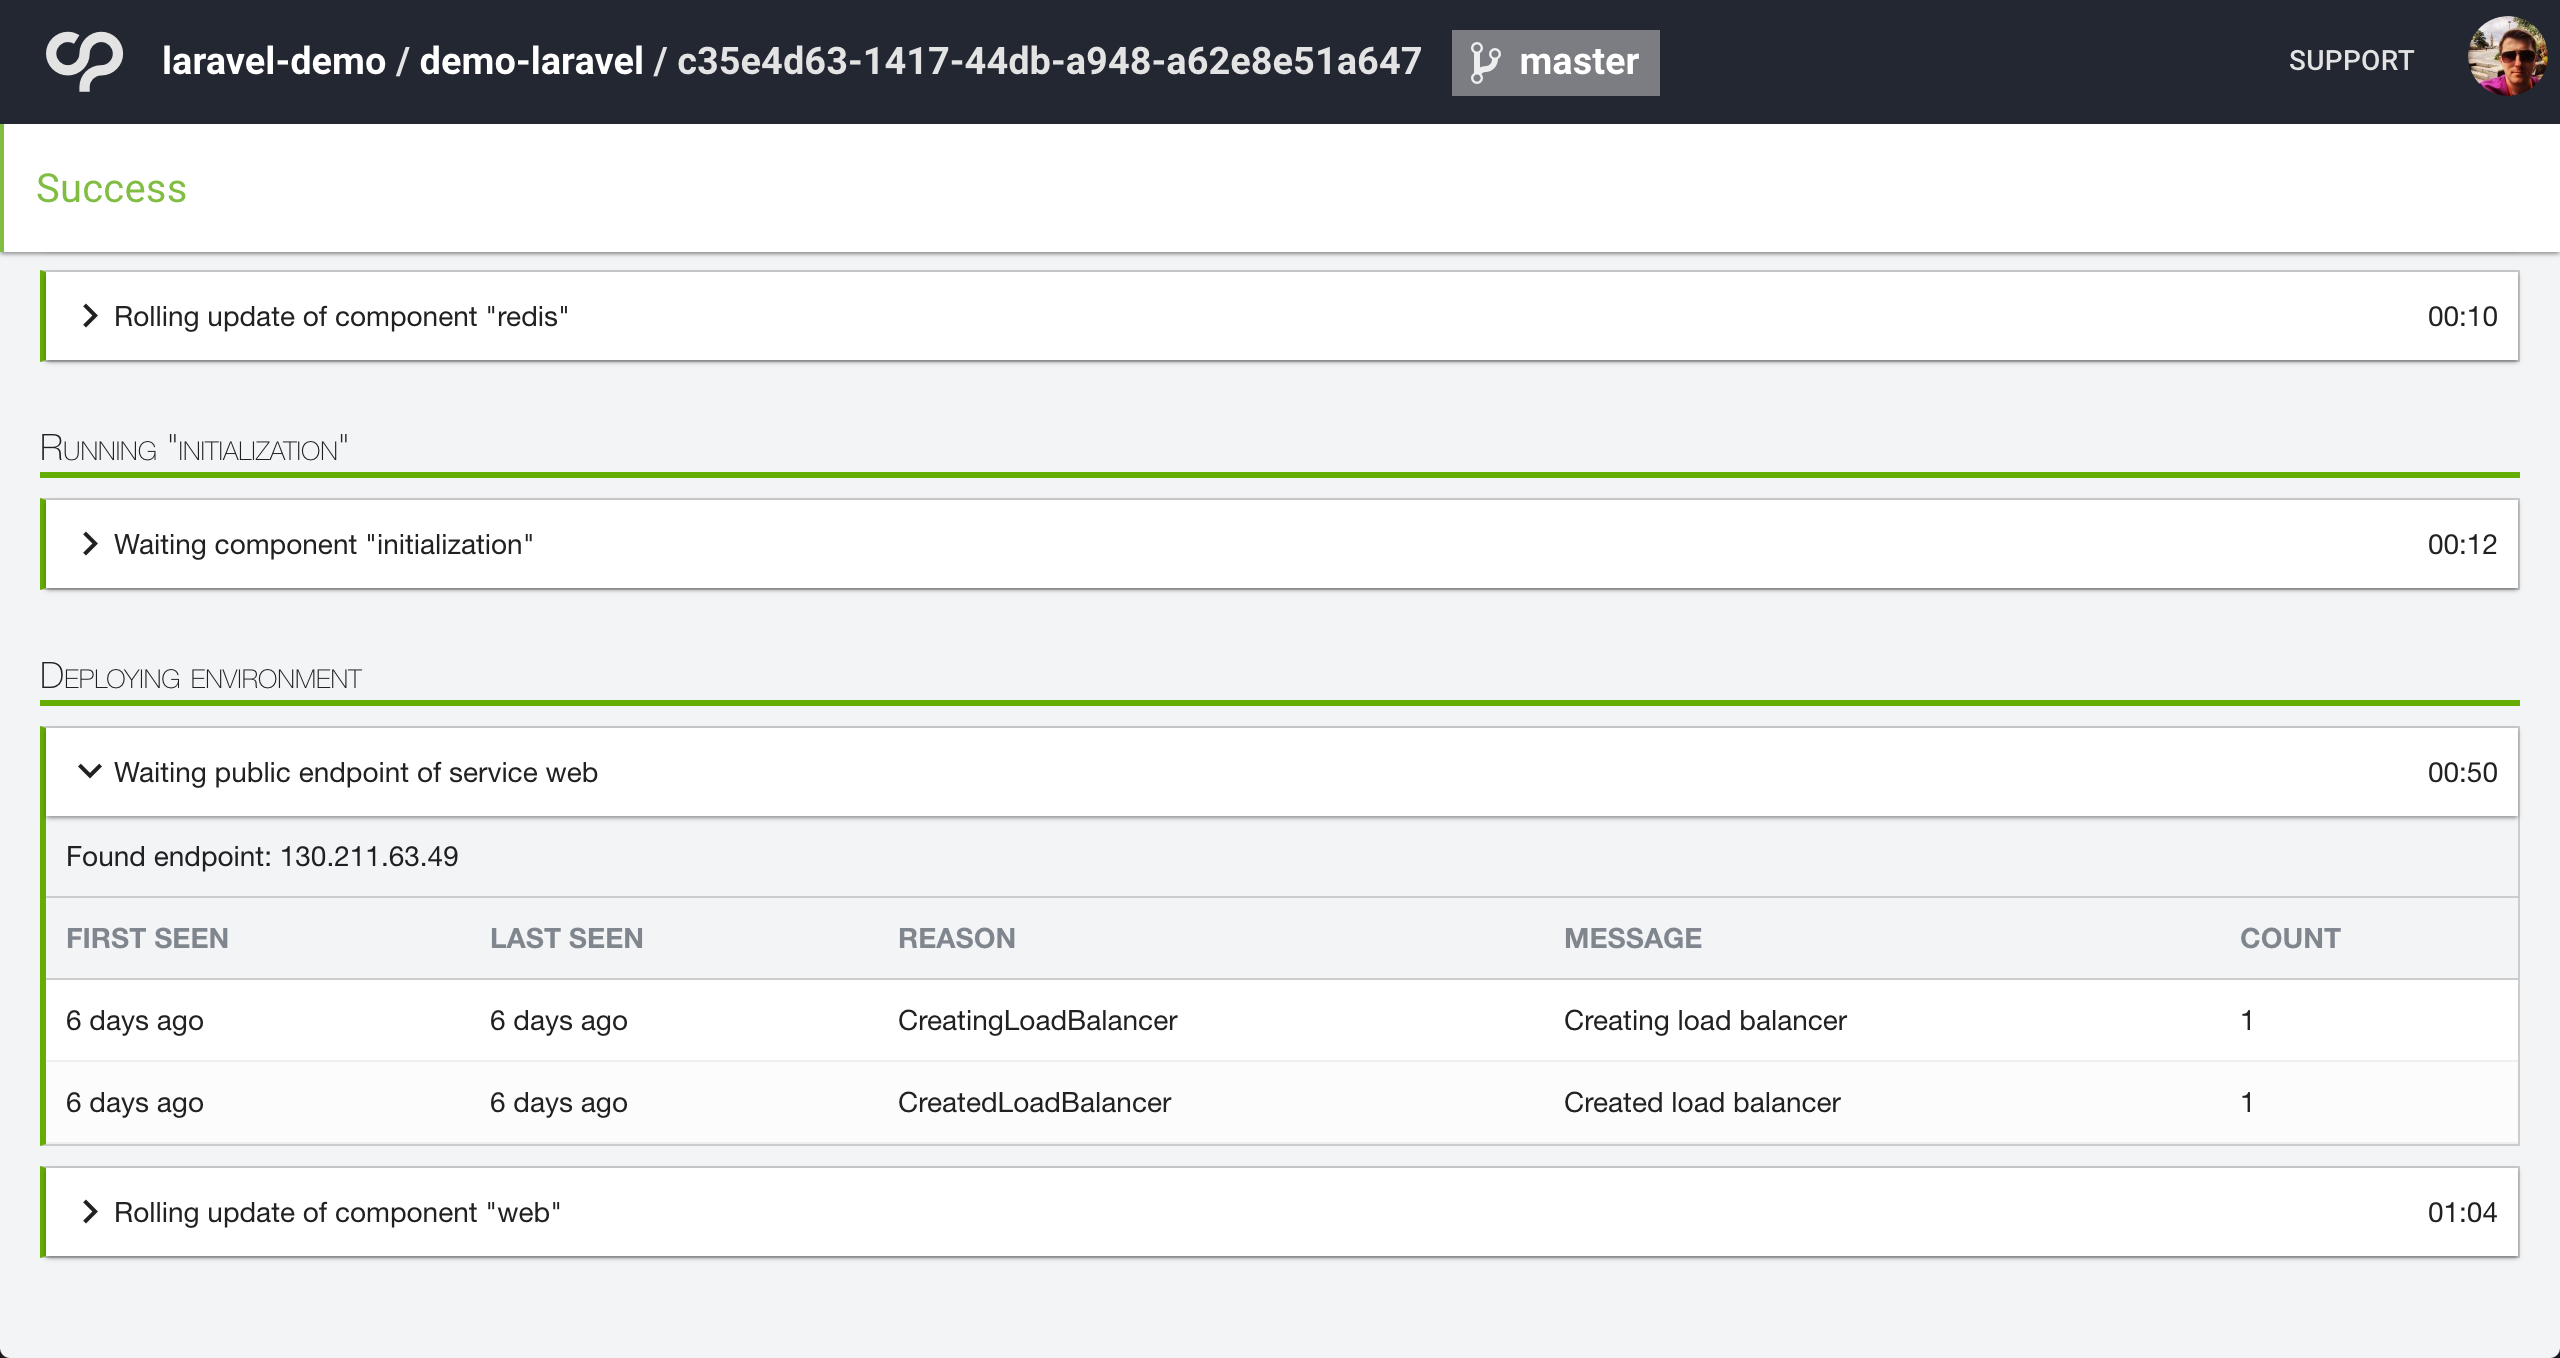 laravel-demo / demo-laravel / c35e4d63-1417-44db-a948-a62e8e51a647 master SUPPORT
Success
Rolling update of component "redis" 00:10
Running "initialization"
Waiting component "initialization" 00:12
Deploying environment
Waiting public endpoint of service web 00:50
Found endpoint: 130.211.63.49
FIRST SEEN LAST SEEN REASON MESSAGE COUNT
6 days ago 6 days ago CreatingLoadBalancer Creating load balancer 1
6 days ago 6 days ago CreatedLoadBalancer Created load balancer 1
Rolling update of component "web" 01:04